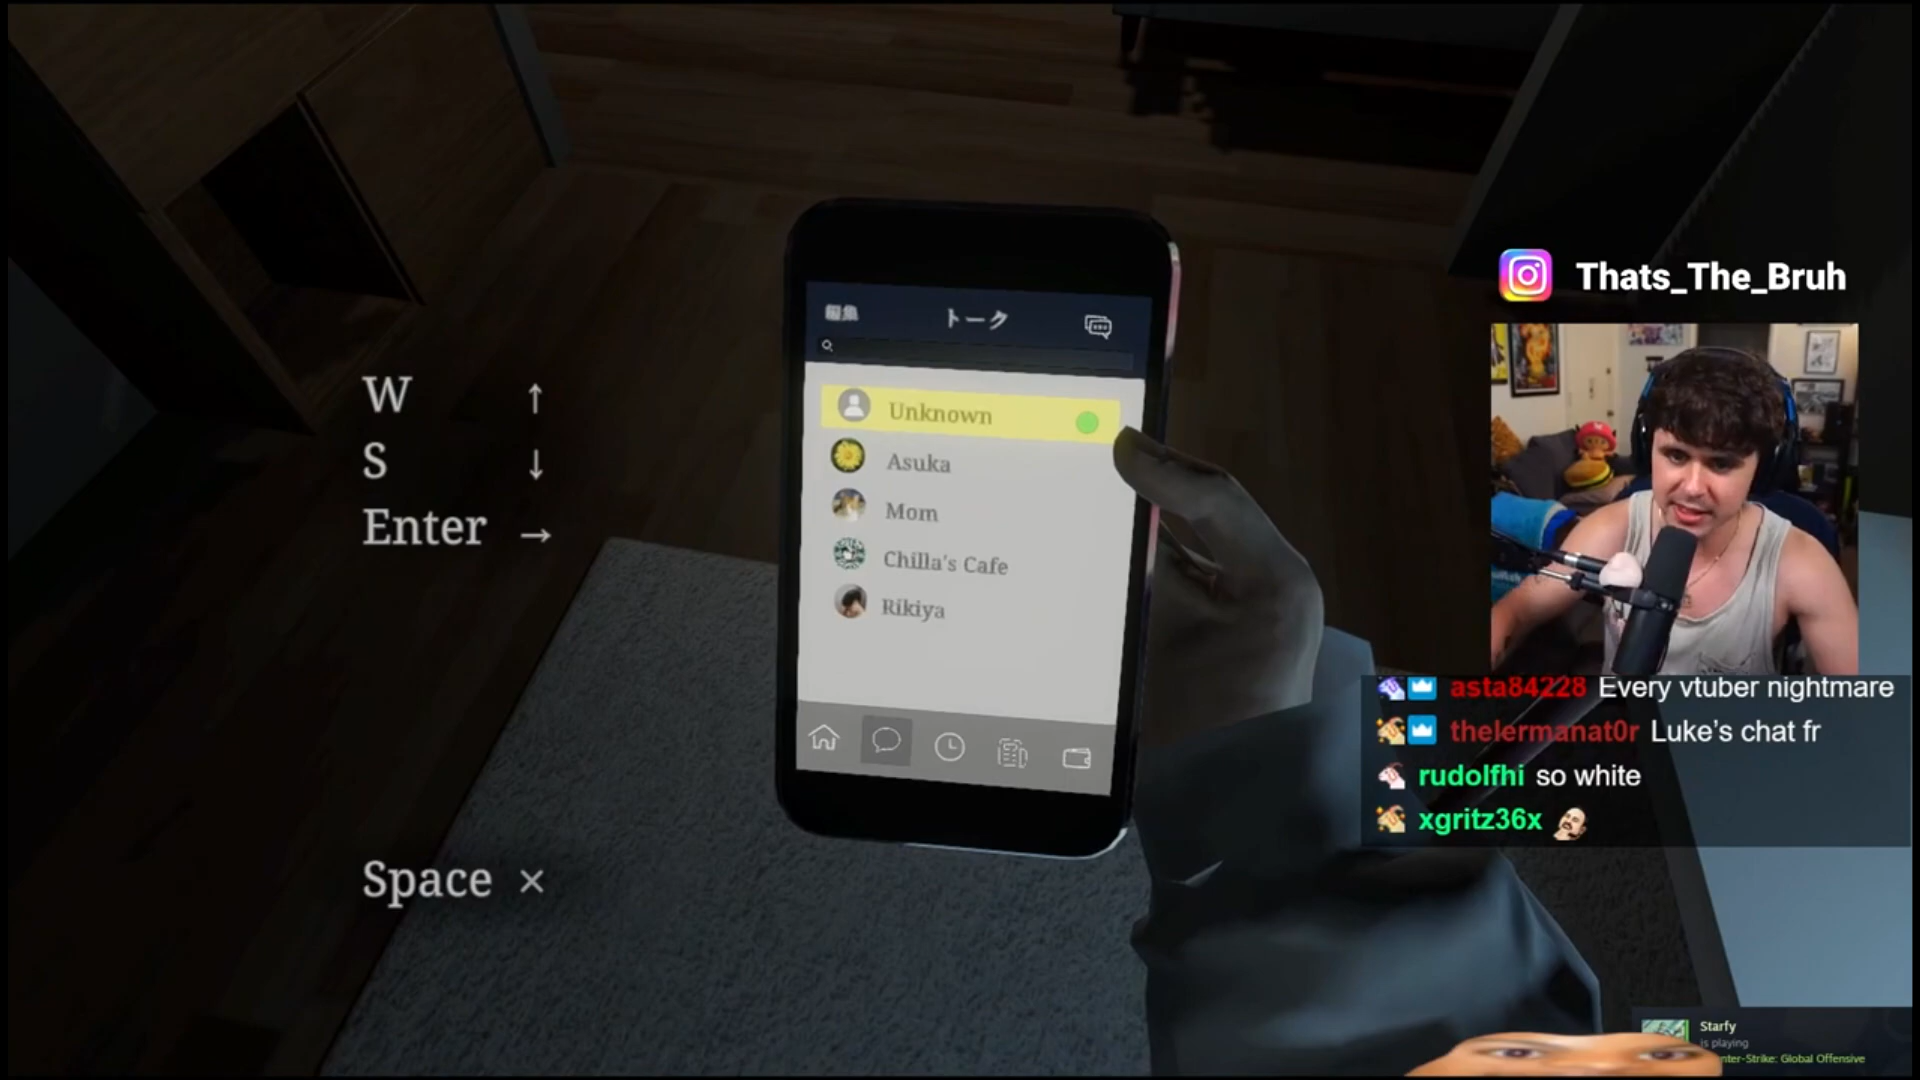 編集
トーク
Unknown
Asuka
Mom
Chilla's Cafe
Rikiya
W ↑
S ↓
Enter →
Space ×
Thats_The_Bruh
asta84228 Every vtuber nightmare
thelermanat0r Luke's chat fr
rudolfhi so white
xgritz36x
Starfy
is playing
nter-Strike: Global Offensive